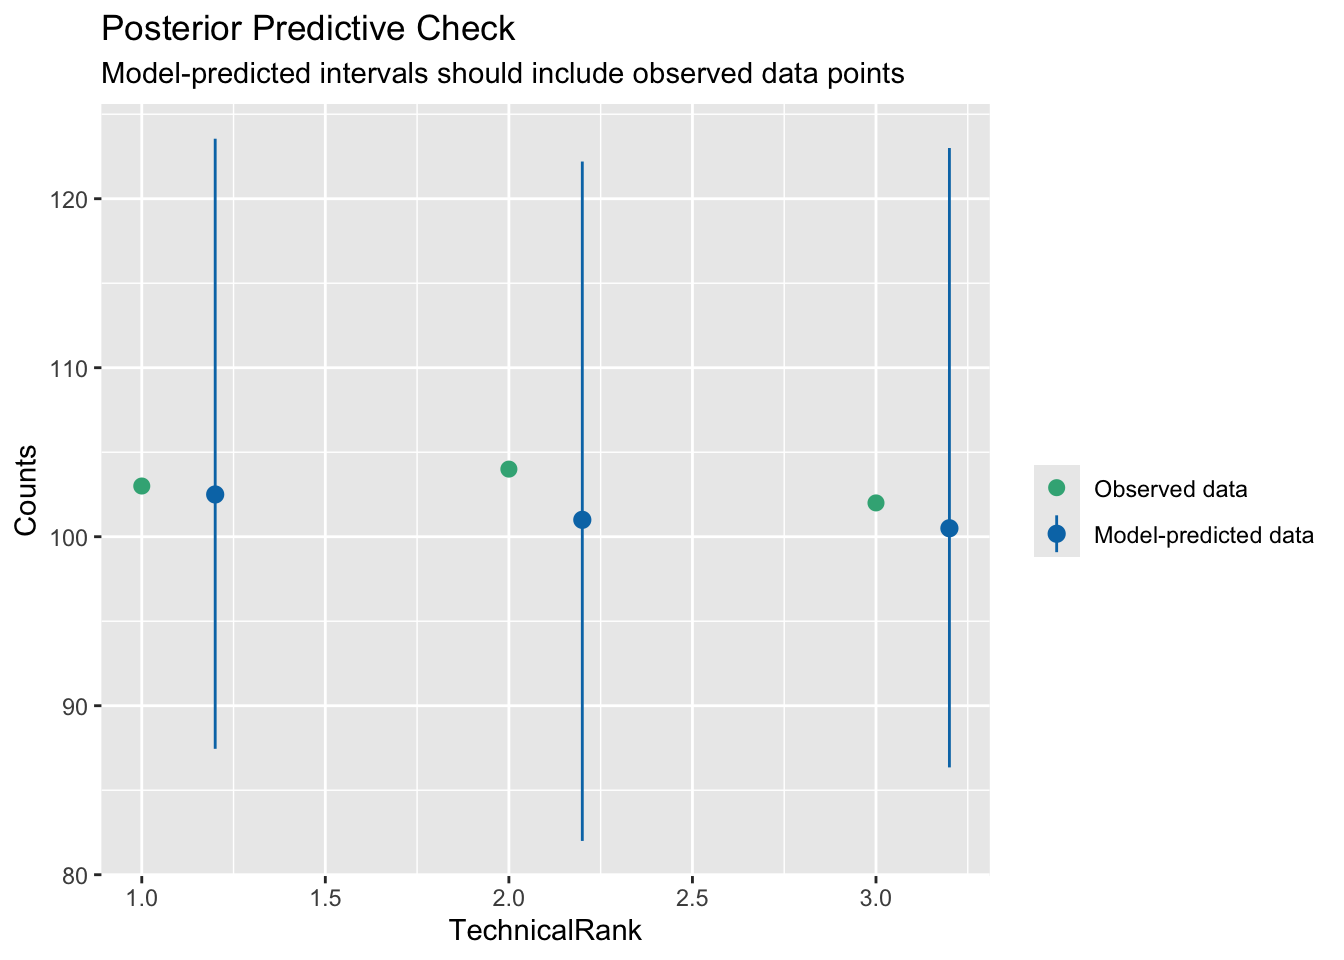 Posterior Predictive Check
Model-predicted intervals should include observed data points
120
110
100
90
80
Counts
1.0
1.5
2.0
2.5
3.0
TechnicalRank
Observed data
Model-predicted data